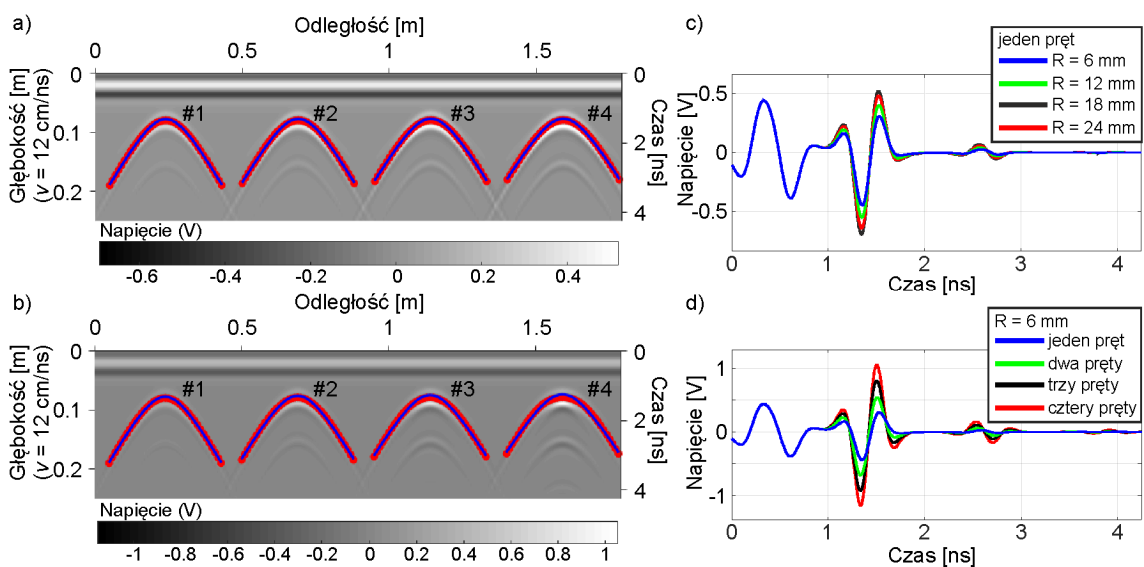 a)
Odległość [m]
0 0.5 1 1.5
Głębokość [m]
(v = 12 cm/ns)
0
0.1
0.2
#1 #2 #3 #4
0
2
4
Czas [ns]
Napięcie (V)
-0.6 -0.4 -0.2 0 0.2 0.4
b)
Odległość [m]
0 0.5 1 1.5
Głębokość [m]
(v = 12 cm/ns)
0
0.1
0.2
#1 #2 #3 #4
0
2
4
Czas [ns]
Napięcie (V)
-1 -0.8 -0.6 -0.4 -0.2 0 0.2 0.4 0.6 0.8 1
c)
jeden pręt
R = 6 mm
R = 12 mm
R = 18 mm
R = 24 mm
Napięcie [V]
0.5
0
-0.5
0 1 2 3 4
Czas [ns]
d)
R = 6 mm
jeden pręt
dwa pręty
trzy pręty
cztery pręty
Napięcie [V]
1
0
-1
0 1 2 3 4
Czas [ns]